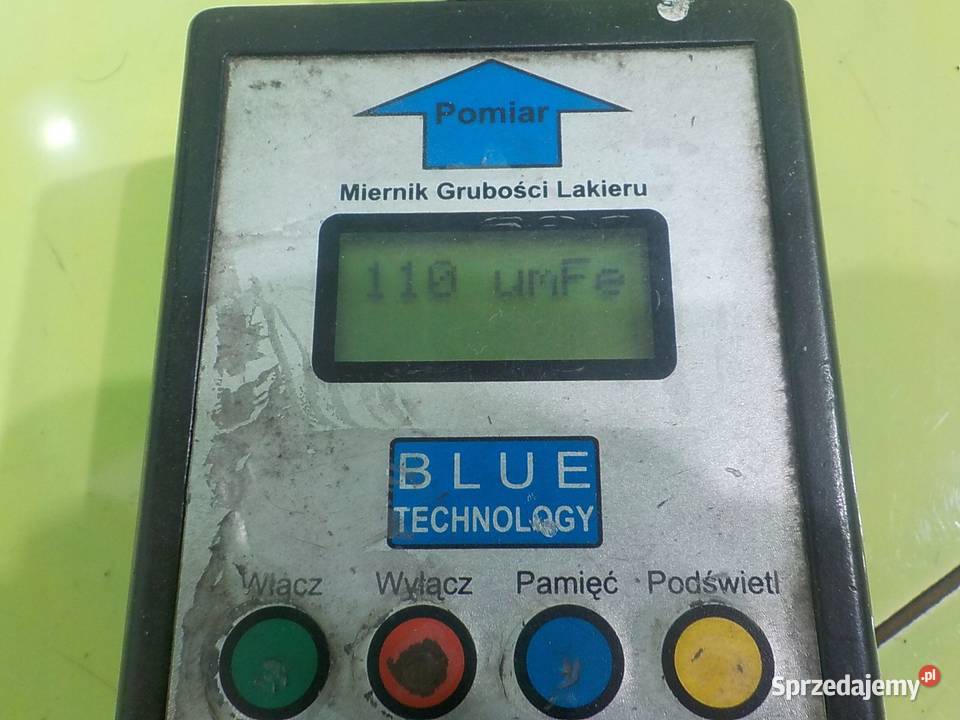 Pomiar
Miernik Grubości Lakieru
110 umFe
BLUE
TECHNOLOGY
Włącz Wyłącz Pamięć Podświetl
Sprzedajemy.pl